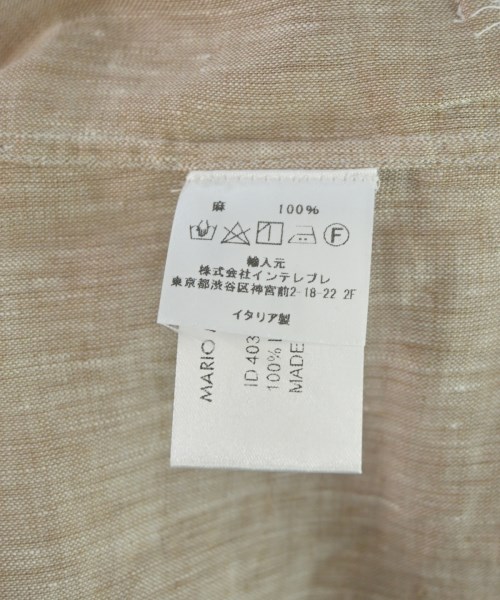 麻 100%
F
輸入元
株式会社インテレプレ
東京都渋谷区神宮前2-18-22 2F
イタリア製
MARIO
ID 403
100%
MADE